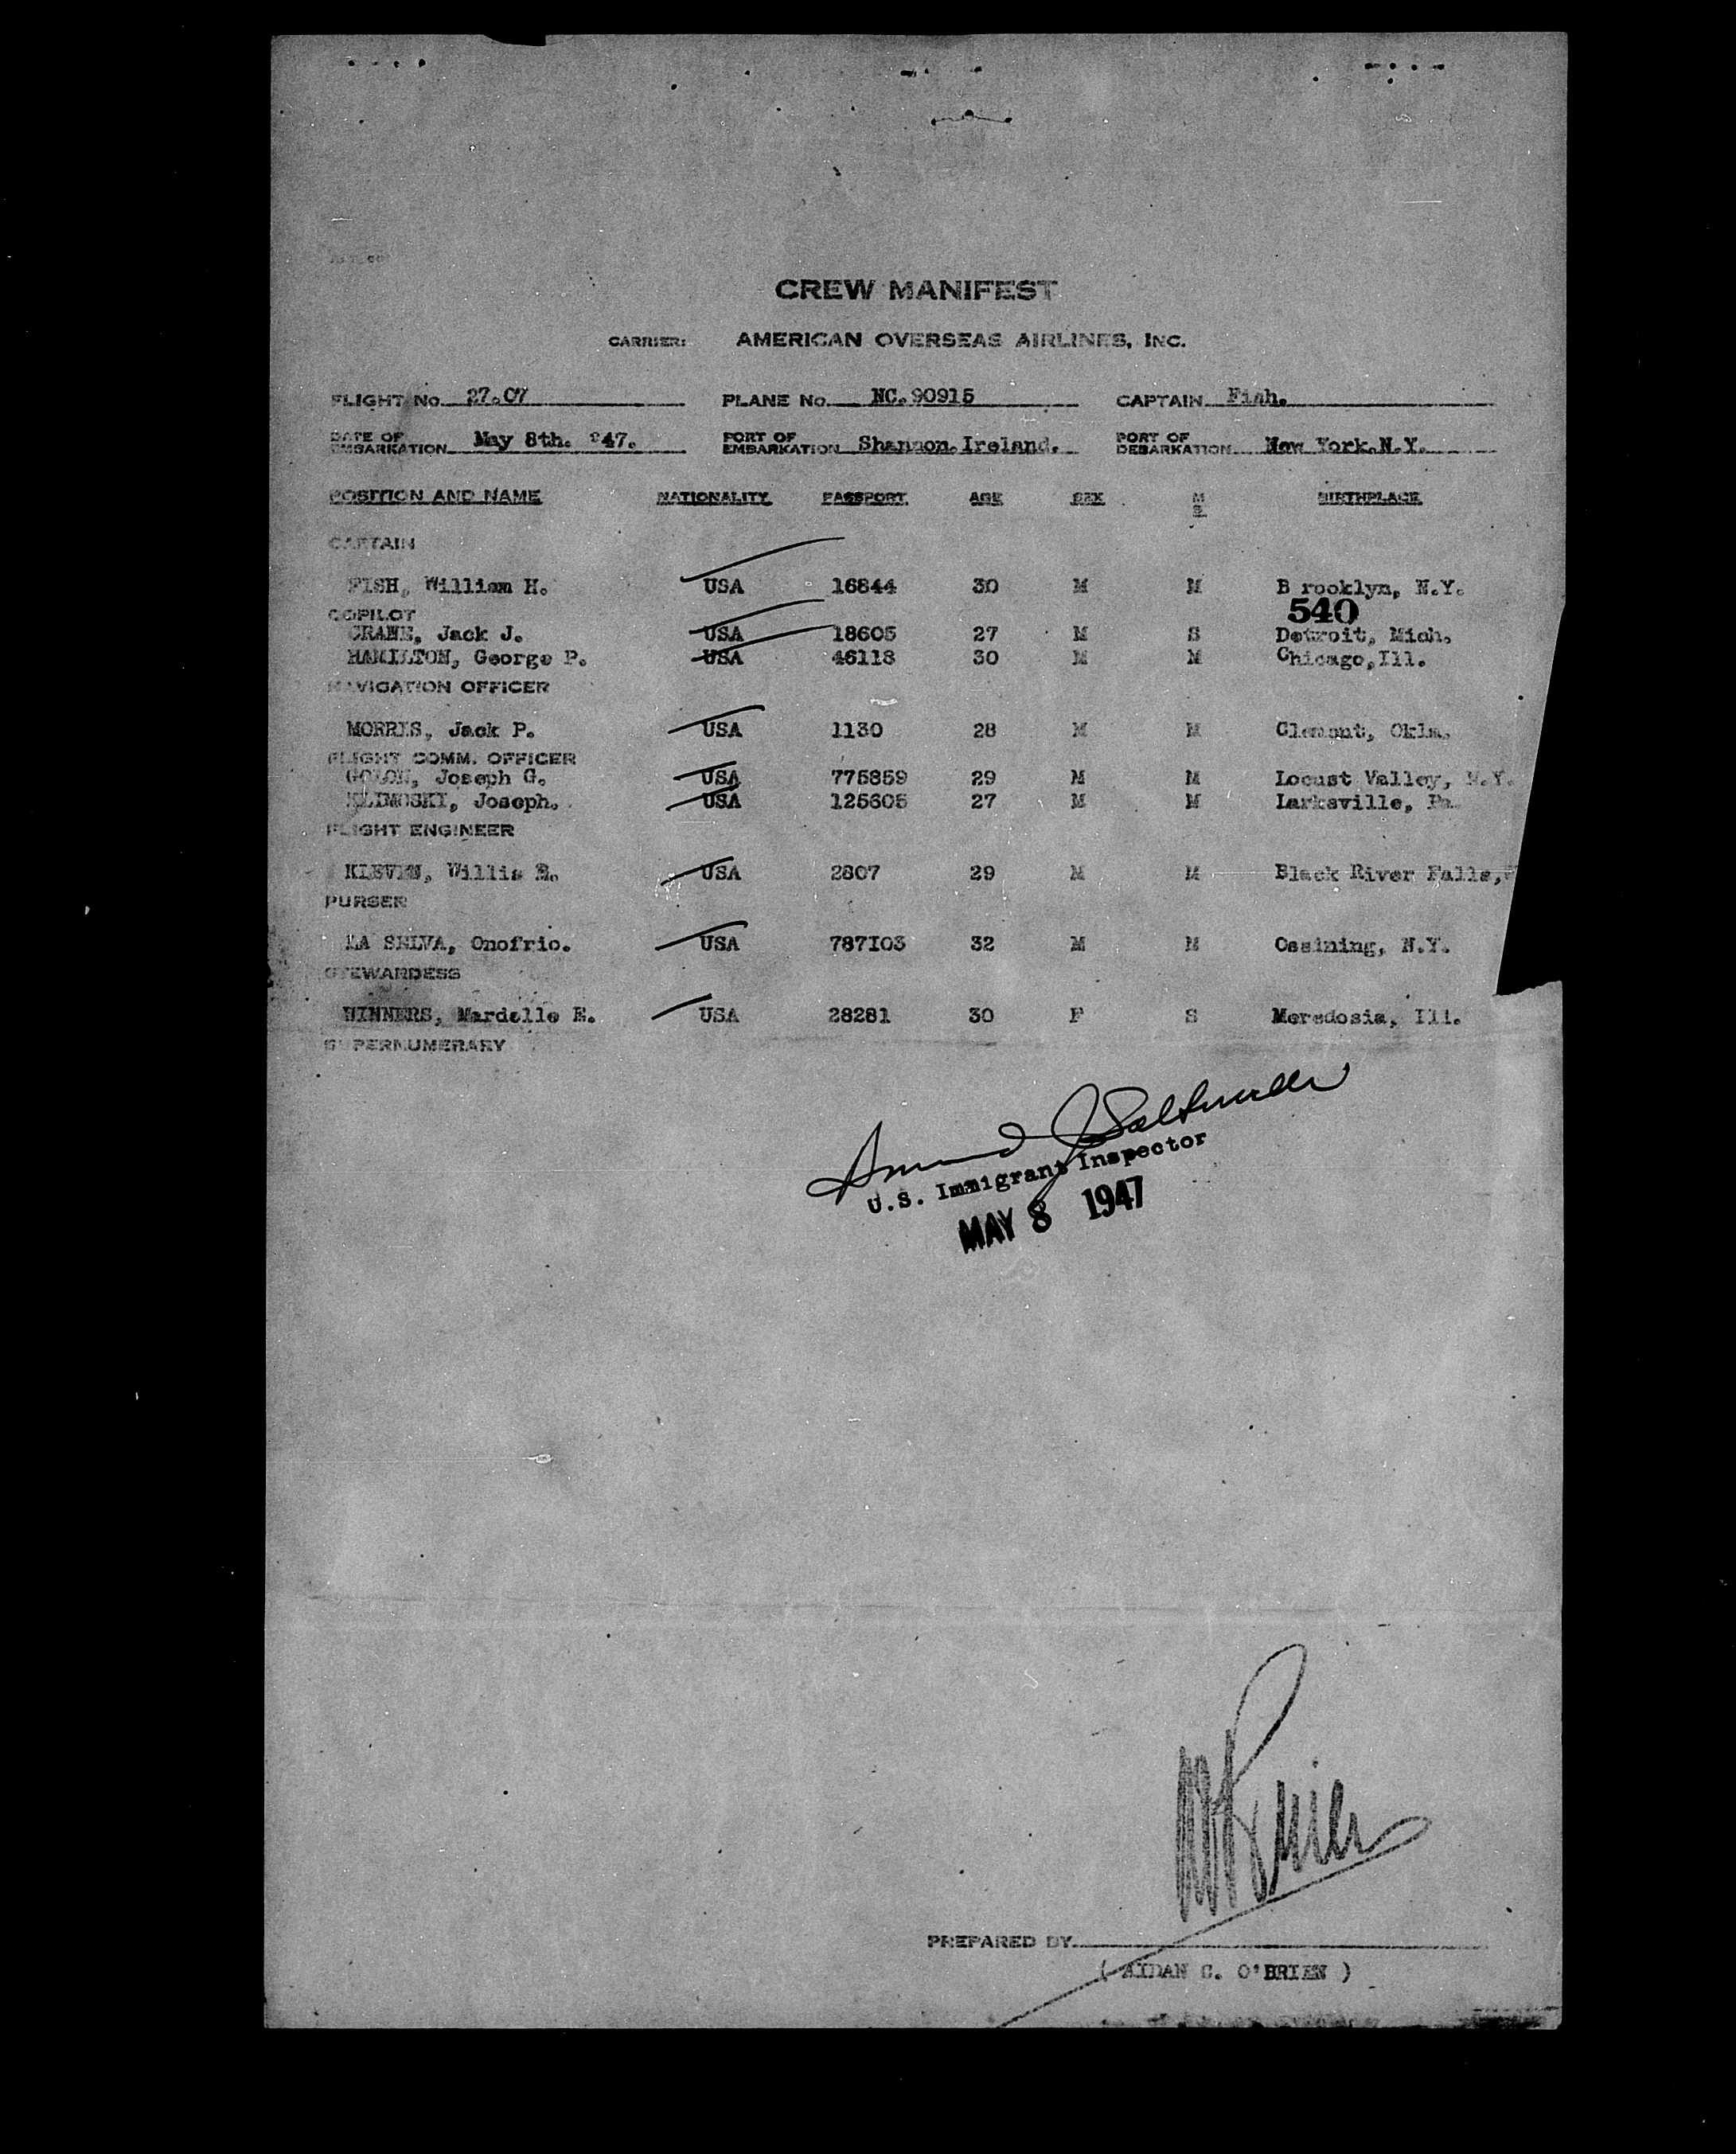 CREW MANIFEST
CARRIER: AMERICAN OVERSEAS AIRLINES, INC.
FLIGHT No. 27.07 PLANE No. NC.90915 CAPTAIN Fish.
DATE OF EMBARKATION May 8th. '47. PORT OF EMBARKATION Shannon.Ireland. PORT OF DEBARKATION New York.N.Y.
POSITION AND NAME NATIONALITY PASSPORT AGE SEX M S BIRTHPLACE
CAPTAIN
FISH, William H. USA 16844 30 M M B rooklyn, N.Y.
540
COPILOT
CRANE, Jack J. USA 18605 27 M S Detroit, Mich.
HAMILTON, George P. USA 46118 30 M M Chicago,Ill.
NAVIGATION OFFICER
MORRIS, Jack P. USA 1130 28 M M Okla.
FLIGHT COMM. OFFICER
Joseph G. USA 775859 29 M M Locust Valley, N.Y.
KLIMOSKI, Joseph. USA 125605 27 M M Larksville, Pa.
FLIGHT ENGINEER
KLEVEN, Willis USA 2807 29 M M Black River Falls,
PURSER
LA SELVA, Onofrio. USA 787I03 32 M M Ossining, N.Y.
STEWARDESS
HINNERS, Mardelle E. USA 28281 30 F S Meredosia, Ill.
SUPERNUMERARY
U.S. Immigrant Inspector
MAY 8 1947
PREPARED BY
( AIDAN C. O'BRIEN )